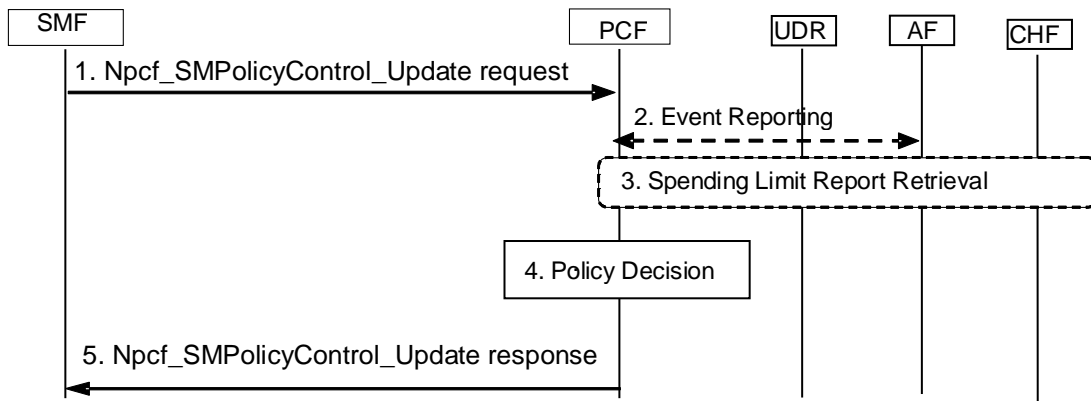 SMF
PCF
UDR
AF
CHF
1. Npcf_SMPolicyControl_Update request
2. Event Reporting
3. Spending Limit Report Retrieval
4. Policy Decision
5. Npcf_SMPolicyControl_Update response